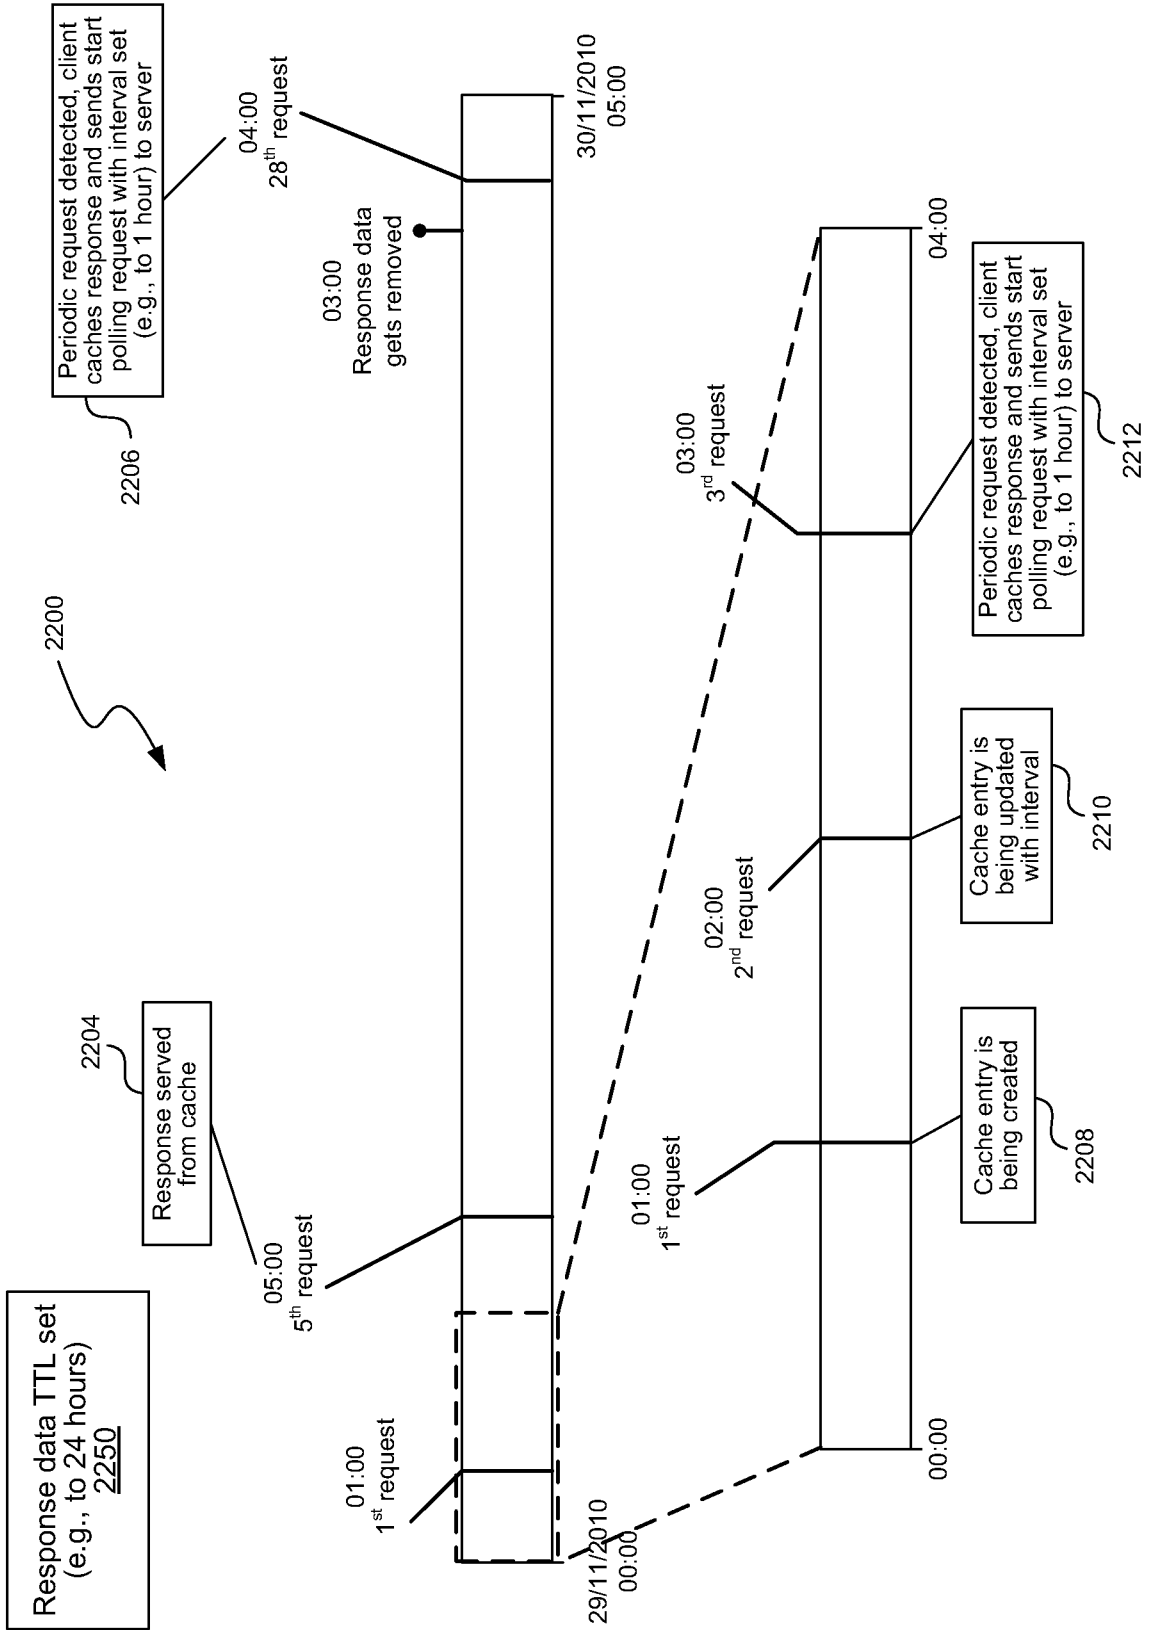 Response data TTL set
(e.g., to 24 hours)
2250
2204
Response served
from cache
2200
2206
Periodic request detected, client
caches response and sends start
polling request with interval set
(e.g., to 1 hour) to server
01:00
1st request
05:00
5th request
03:00
Response data
gets removed
04:00
28th request
29/11/2010
00:00
30/11/2010
05:00
01:00
1st request
02:00
2nd request
03:00
3rd request
00:00
04:00
Cache entry is
being created
2208
Cache entry is
being updated
with interval
2210
Periodic request detected, client
caches response and sends start
polling request with interval set
(e.g., to 1 hour) to server
2212